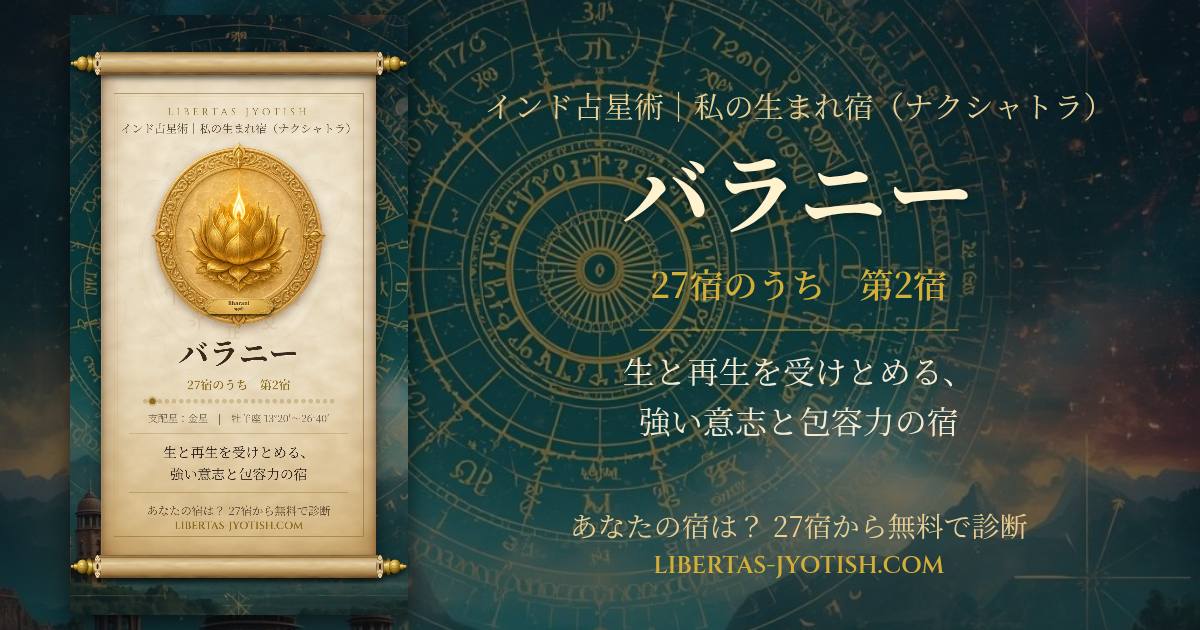 LIBERTAS JYOTISH
インド占星術｜私の生まれ宿（ナクシャトラ）
Bharani
バラニー
27宿のうち　第2宿
支配星：金星　|　牡羊座 13°20'〜26°40'
生と再生を受けとめる、
強い意志と包容力の宿
あなたの宿は？ 27宿から無料で診断
LIBERTAS-JYOTISH.COM
インド占星術｜私の生まれ宿（ナクシャトラ）
バラニー
27宿のうち　第2宿
生と再生を受けとめる、
強い意志と包容力の宿
あなたの宿は？ 27宿から無料で診断
LIBERTAS-JYOTISH.COM